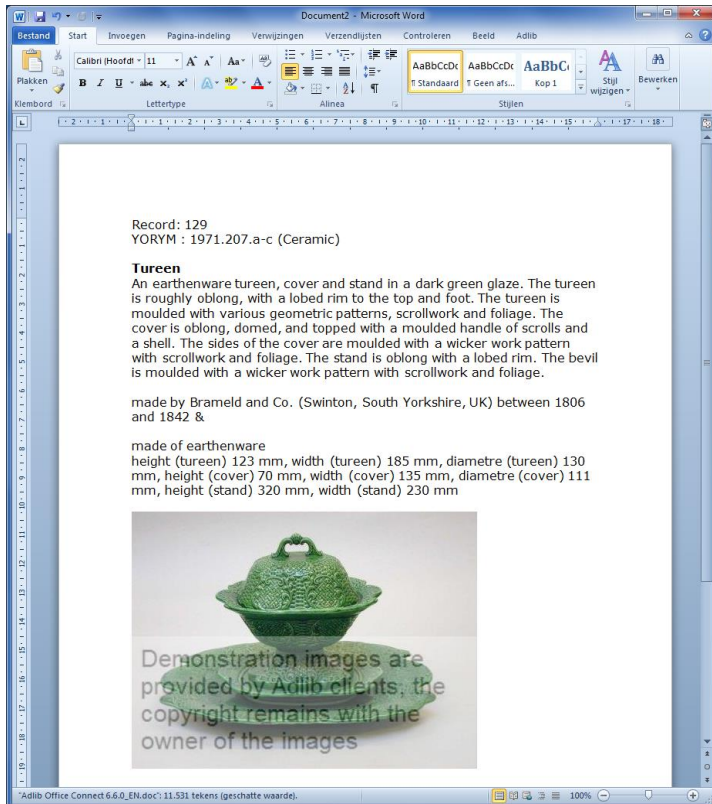 Document2 - Microsoft Word
Bestand Start Invoegen Pagina-indeling Verwijzingen Verzendlijsten Controleren Beeld Adlib
Calibri (Hoofdt 11
AaBbCcDc AaBbCcDc AaBbC
Plakken
¶ Standaard ¶ Geen afs... Kop 1
Stijl wijzigen
Bewerken
Klembord Lettertype Alinea Stijlen
Record: 129
YORYM : 1971.207.a-c (Ceramic)
Tureen
An earthenware tureen, cover and stand in a dark green glaze. The tureen
is roughly oblong, with a lobed rim to the top and foot. The tureen is
moulded with various geometric patterns, scrollwork and foliage. The
cover is oblong, domed, and topped with a moulded handle of scrolls and
a shell. The sides of the cover are moulded with a wicker work pattern
with scrollwork and foliage. The stand is oblong with a lobed rim. The bevil
is moulded with a wicker work pattern with scrollwork and foliage.
made by Brameld and Co. (Swinton, South Yorkshire, UK) between 1806
and 1842 &
made of earthenware
height (tureen) 123 mm, width (tureen) 185 mm, diametre (tureen) 130
mm, height (cover) 70 mm, width (cover) 135 mm, diametre (cover) 111
mm, height (stand) 320 mm, width (stand) 230 mm
Demonstration images are
provided by Adlib clients, the
copyright remains with the
owner of the images
"Adlib Office Connect 6.6.0_EN.doc": 11.531 tekens (geschatte waarde). 100%